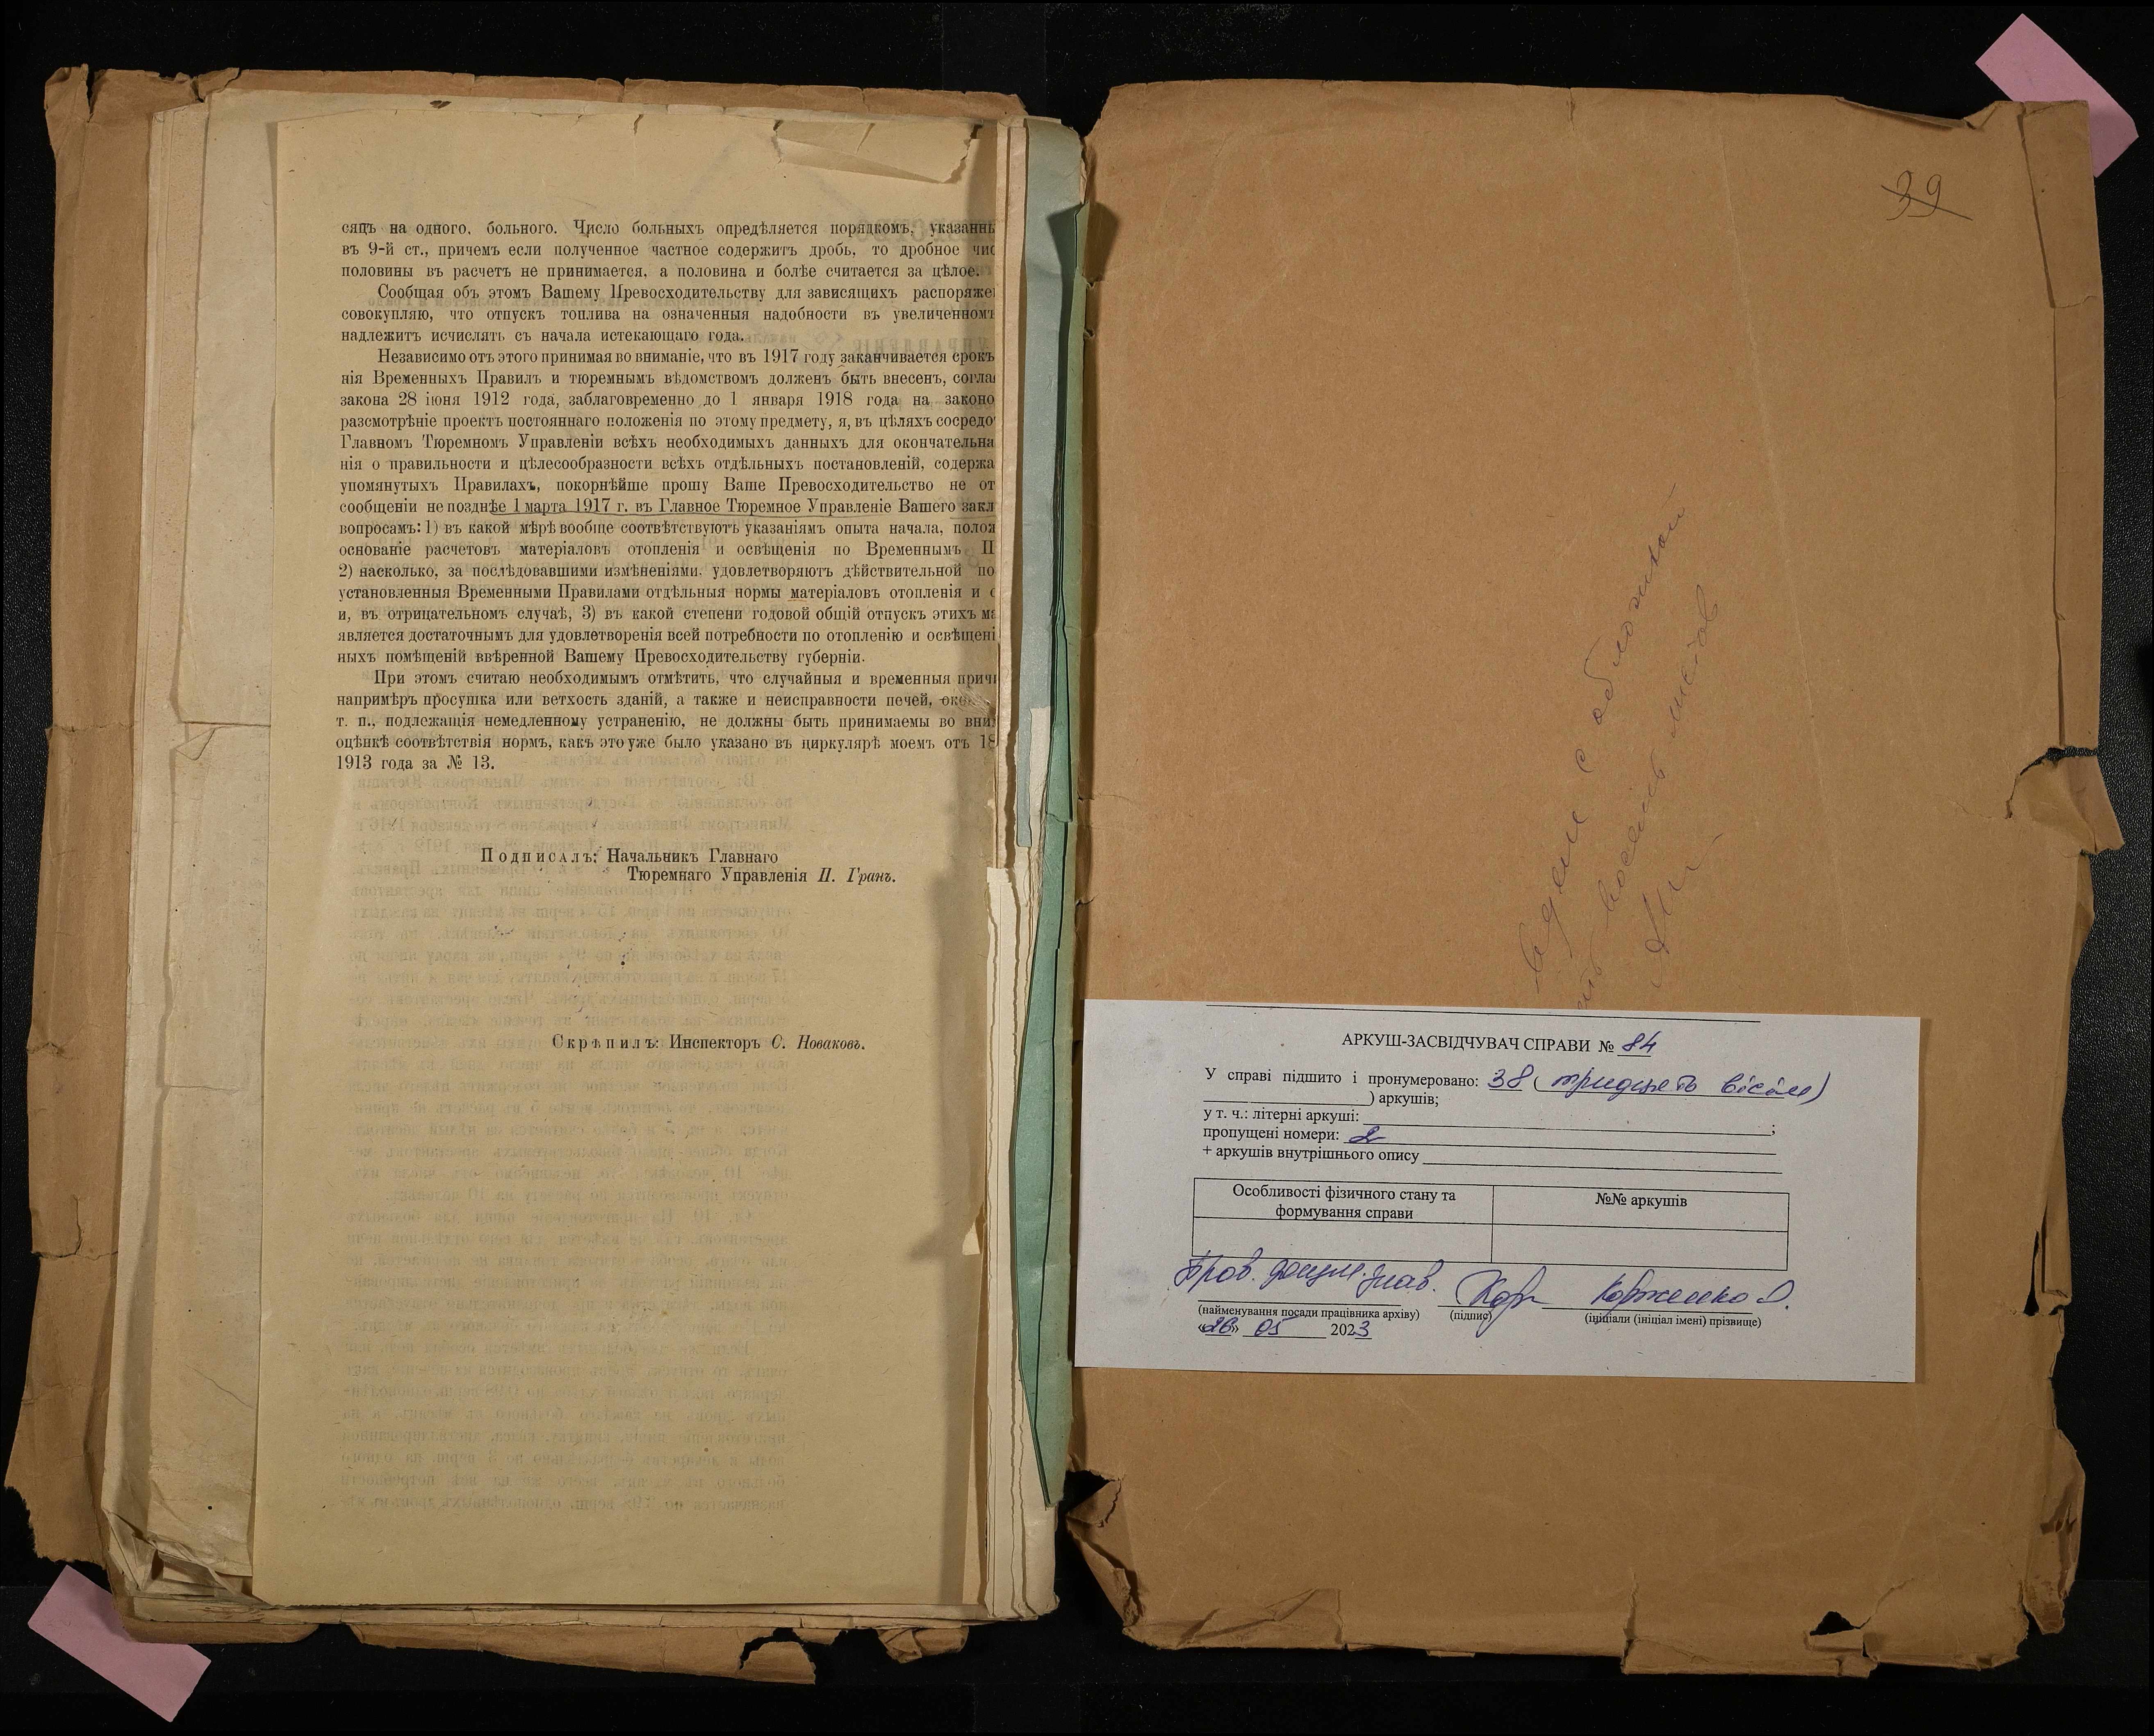 сяцъ на одного, больного. Число больныхъ опредѣляется порядкомъ, указанны
въ 9-й ст., причемъ если полученное частное содержитъ дробь, то дробное чис
половины въ расчетъ не принимается, а половина и болѣе считается за цѣлое.
Сообщая объ этомъ Вашему Превосходительству для зависящихъ распоряже
совокупляю, что отпускъ топлива на означенныя надобности въ увеличенномъ
надлежитъ исчислять съ начала истекающаго года.
Независимо отъ этого принимая во вниманіе, что въ 1917 году заканчивается срокъ
нія Временныхъ Правилъ и тюремнымъ вѣдомствомъ долженъ быть внесенъ, согла
закона 28 іюня 1912 года, заблаговременно до 1 января 1918 года на законо
разсмотрѣніе проектъ постояннаго положенія по этому предмету, я, въ цѣляхъ сосредо
Главномъ Тюремномъ Управленіи всѣхъ необходимыхъ данныхъ для окончательна
нія о правильности и цѣлесообразности всѣхъ отдѣльныхъ постановленій, содержа
упомянутыхъ Правилахъ, покорнѣйше прошу Ваше Превосходительство не от
сообщеніи не позднѣе 1 марта 1917 г. въ Главное Тюремное Управленіе Вашего закл
вопросамъ: 1) въ какой мѣрѣ вообще соотвѣтствуютъ указаніямъ опыта начала, полож
основаніе расчетовъ матеріаловъ отопленія и освѣщенія по Временнымъ П
2) насколько, за послѣдовавшими измѣненіями, удовлетворяютъ дѣйствительной по
установленныя Временными Правилами отдѣльныя нормы матеріаловъ отопленія и о
и, въ отрицательномъ случаѣ, 3) въ какой степени годовой общій отпускъ этихъ ма
является достаточнымъ для удовлетворенія всей потребности по отопленію и освѣщені
ныхъ помѣщеній ввѣренной Вашему Превосходительству губерніи.
При этомъ считаю необходимымъ отмѣтить, что случайныя и временныя причи
напримѣръ просушка или ветхость зданій, а также и неисправности печей, око
т. п., подлежащія немедленному устраненію, не должны быть принимаемы во вни
оцѣнкѣ соотвѣтствія нормъ, какъ это уже было указано въ циркулярѣ моемъ отъ 18
1913 года за № 13.
Подписалъ: Начальникъ Главнаго
Тюремнаго Управленія П. Гранъ.
Скрѣпилъ: Инспекторъ С. Новаковъ.
39
с обложкой
восемь листов
АРКУШ-ЗАСВІДЧУВАЧ СПРАВИ № 84
У справі підшито і пронумеровано: 38 (тридцять вісім)
) аркушів;
у т. ч.: літерні аркуші: ;
пропущені номери: 2
+ аркушів внутрішнього опису
Особливості фізичного стану та формування справи
№№ аркушів
Пров. докум.знав. Корженко О.
(найменування посади працівника архіву) (підпис) (ініціали (ініціал імені) прізвище)
«26» 05 2023